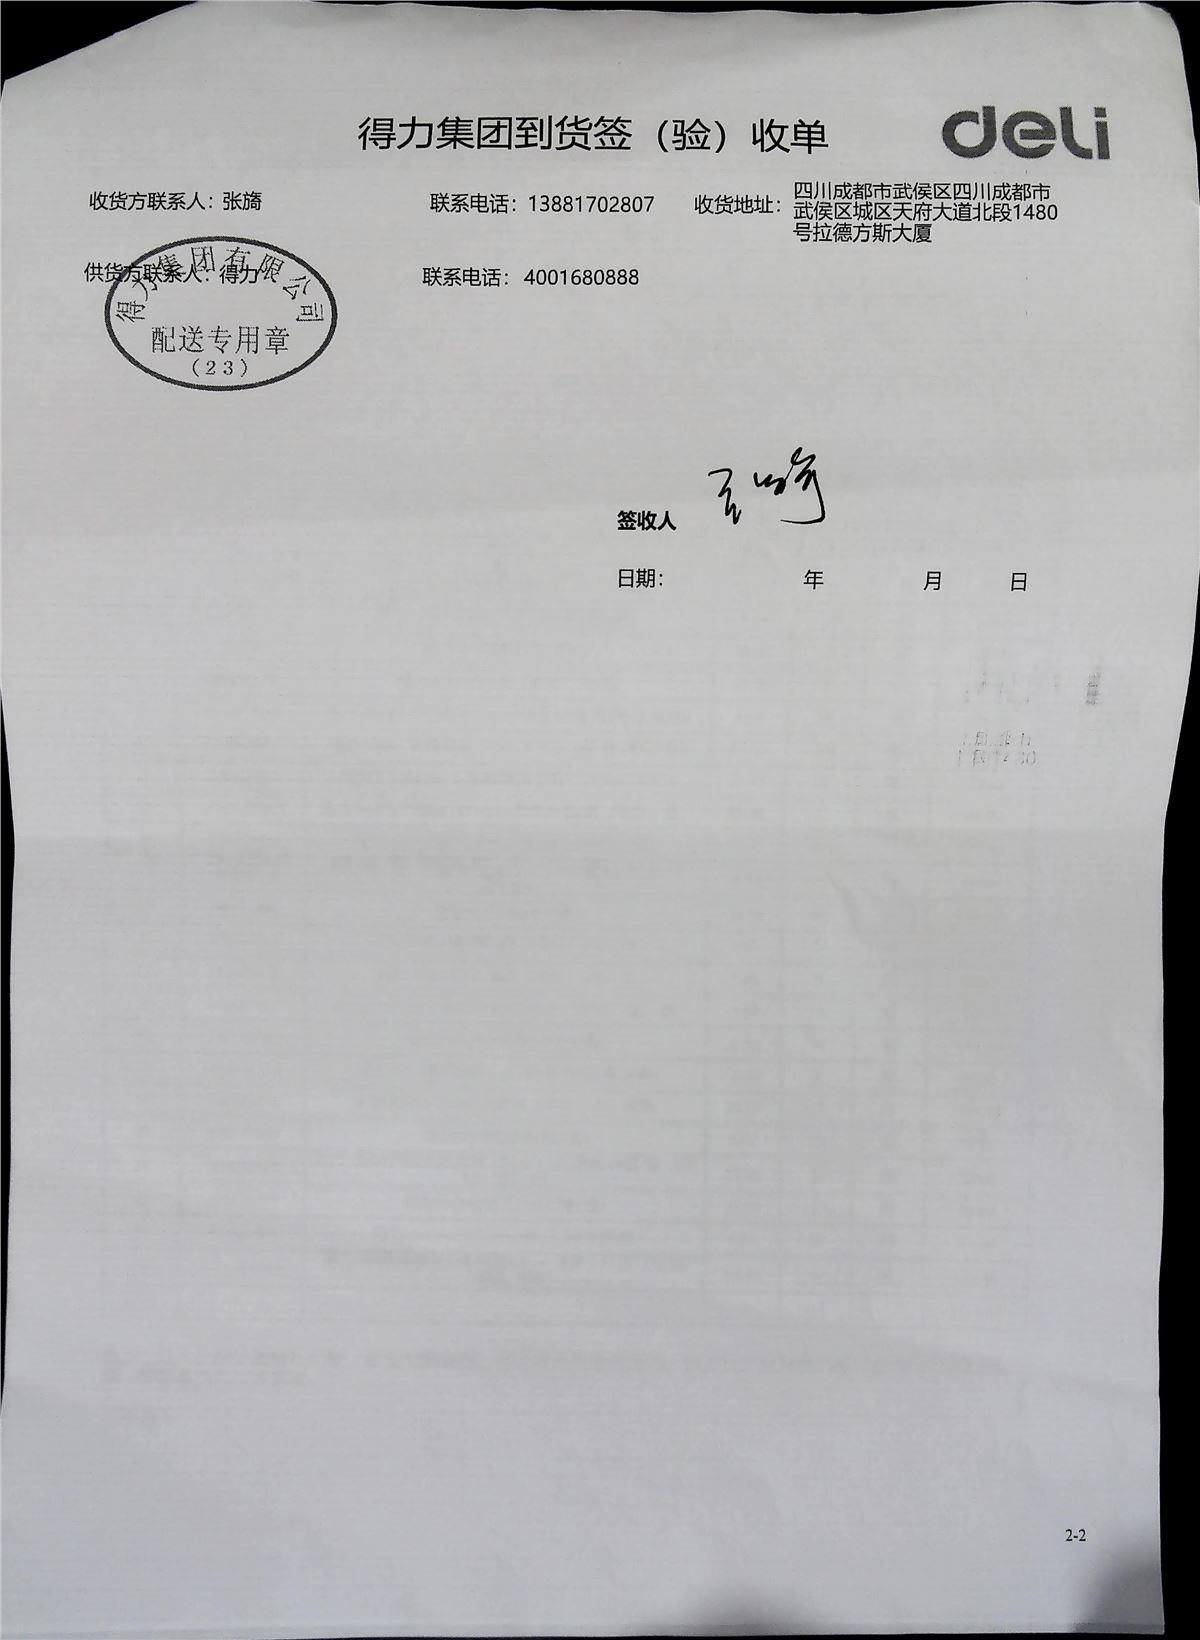 得力集团到货签（验）收单
deli
收货方联系人：张旖
联系电话：13881702807
收货地址：
四川成都市武侯区四川成都市
武侯区城区天府大道北段1480
号拉德方斯大厦
供货方联系人：得力
联系电话：4001680888
得力集团有限公司
配送专用章
（23）
签收人
日期： 年 月 日
2-2